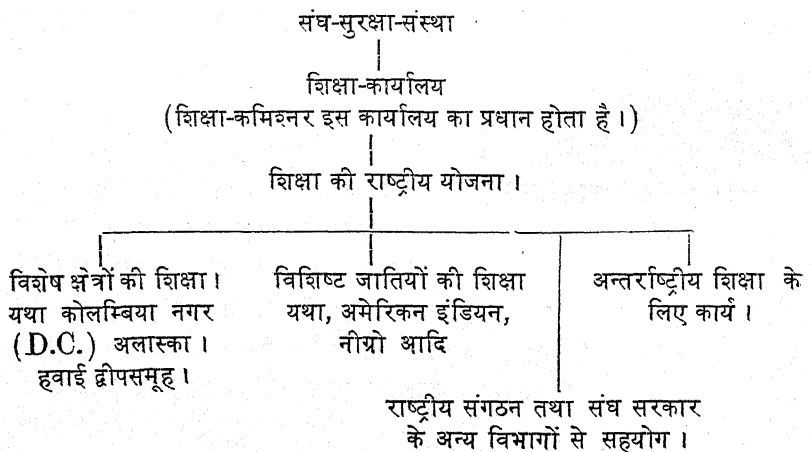 संघ-सुरक्षा-संस्था
शिक्षा-कार्यालय
(शिक्षा-कमिश्नर इस कार्यालय का प्रधान होता है।)
शिक्षा की राष्ट्रीय योजना ।
विशेष क्षेत्रों की शिक्षा।
यथा कोलम्बिया नगर
(D.C.) अलास्का ।
हवाई द्वीपसमूह ।
विशिष्ट जातियों की शिक्षा
यथा, अमेरिकन इंडियन,
नीग्रो आदि
अन्तर्राष्ट्रीय शिक्षा के
लिए कार्य ।
राष्ट्रीय संगठन तथा संघ सरकार
के अन्य विभागों से सहयोग ।